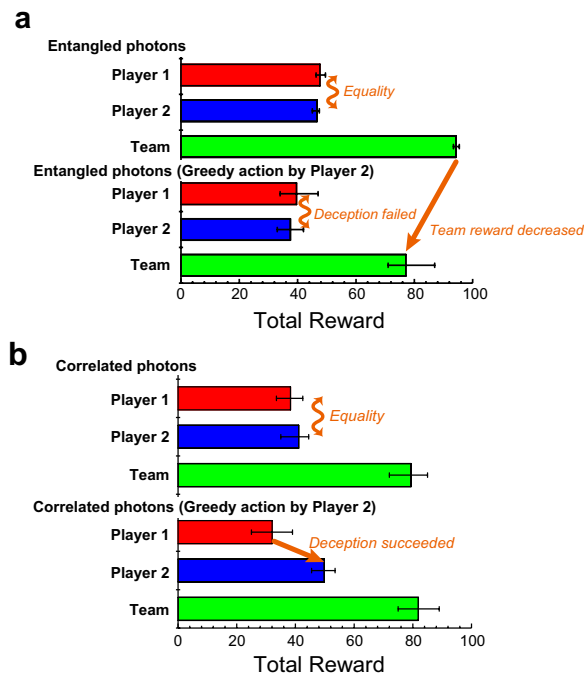 a
Entangled photons
Player 1
Equality
Player 2
Team
Entangled photons (Greedy action by Player 2)
Player 1
Deception failed
Player 2
Team reward decreased
Team
0 20 40 60 80 100
Total Reward
b
Correlated photons
Player 1
Equality
Player 2
Team
Correlated photons (Greedy action by Player 2)
Player 1
Deception succeeded
Player 2
Team
0 20 40 60 80 100
Total Reward